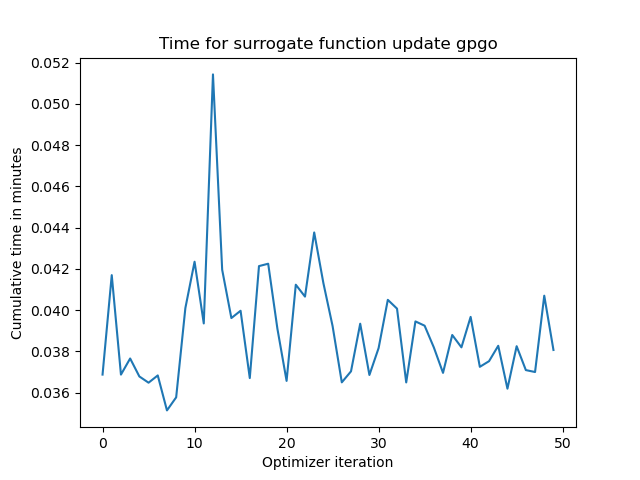 Time for surrogate function update gpgo
0.052
0.050
0.048
0.046
0.044
0.042
0.040
0.038
0.036
Cumulative time in minutes
0 10 20 30 40 50
Optimizer iteration